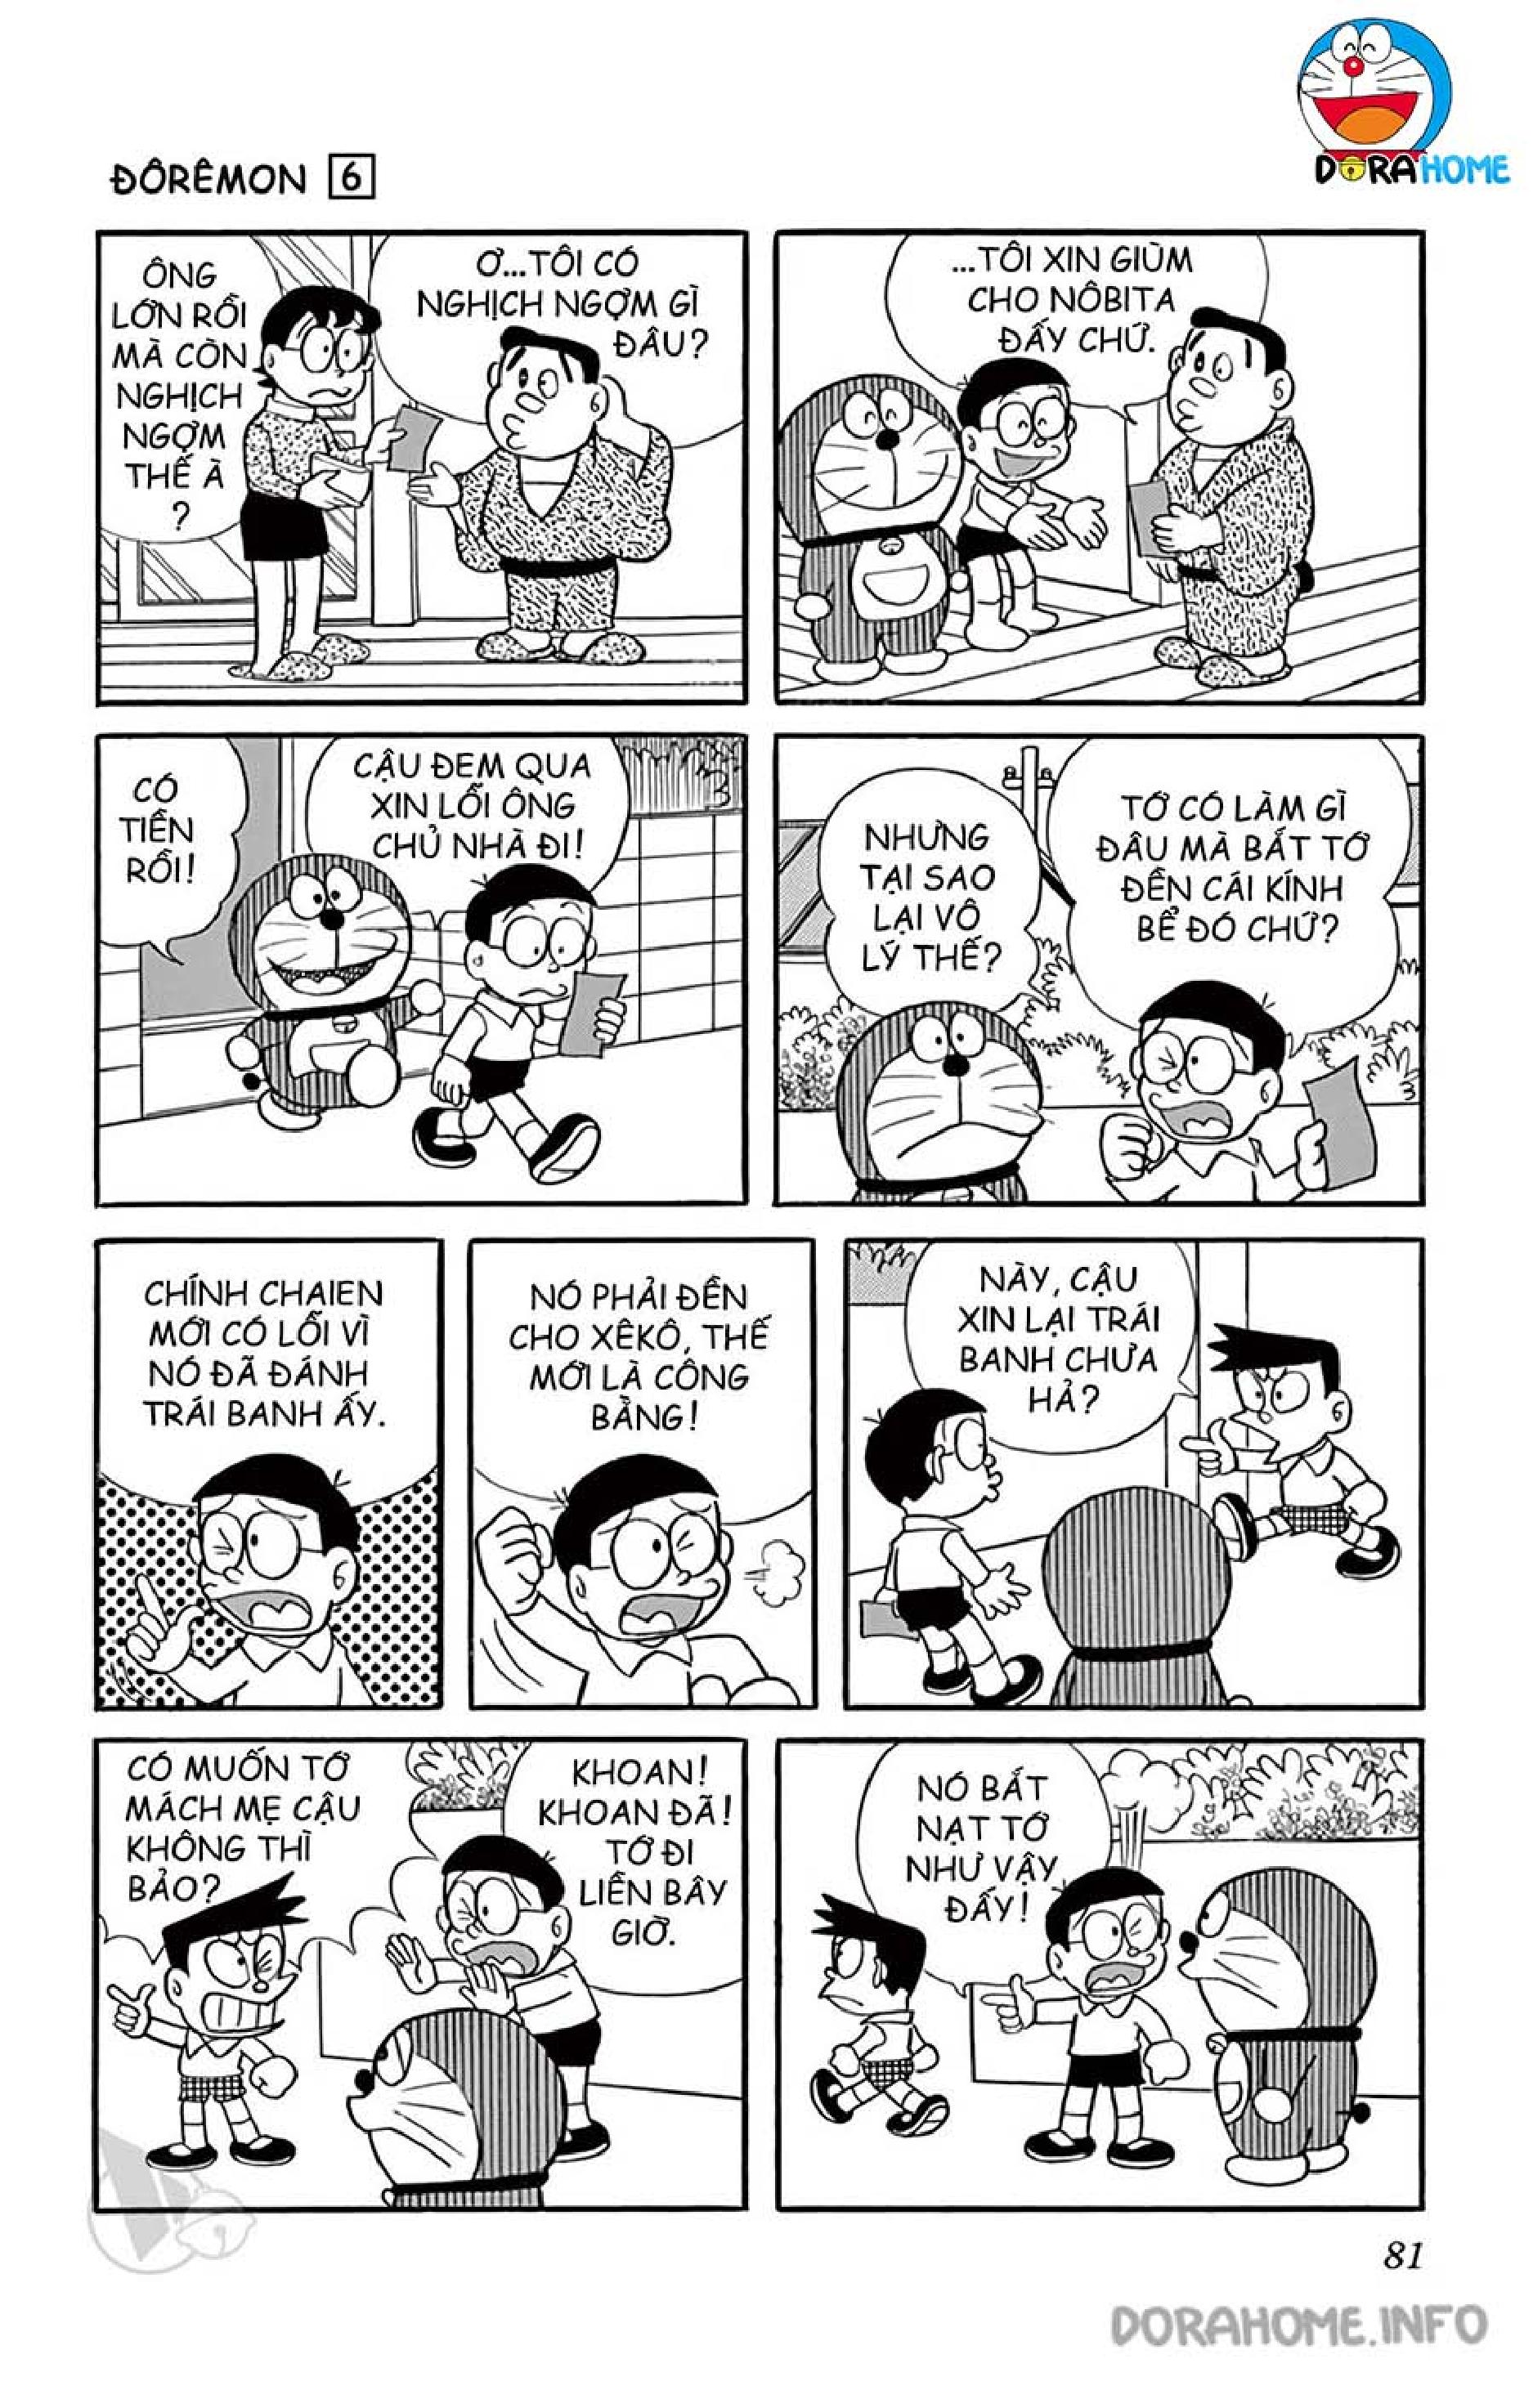 DORAHOME
ĐÔRÊMON 6
ÔNG
LỚN RỒI
MÀ CÒN
NGHỊCH
NGỢM
THẾ À
?
Ơ...TÔI CÓ
NGHỊCH NGỢM GÌ
ĐÂU?
...TÔI XIN GIÙM
CHO NÔBITA
ĐẤY CHỨ.
CÓ
TIỀN
RỒI!
CẬU ĐEM QUA
XIN LỖI ÔNG
CHỦ NHÀ ĐI!
NHƯNG
TẠI SAO
LẠI VÔ
LÝ THẾ?
TỚ CÓ LÀM GÌ
ĐÂU MÀ BẮT TỚ
ĐỀN CÁI KÍNH
BỂ ĐÓ CHỨ?
CHÍNH CHAIEN
MỚI CÓ LỖI VÌ
NÓ ĐÃ ĐÁNH
TRÁI BANH ẤY.
NÓ PHẢI ĐỀN
CHO XÊKÔ, THẾ
MỚI LÀ CÔNG
BẰNG!
NÀY, CẬU
XIN LẠI TRÁI
BANH CHƯA
HẢ?
CÓ MUỐN TỚ
MÁCH MẸ CẬU
KHÔNG THÌ
BẢO?
KHOAN!
KHOAN ĐÃ!
TỚ ĐI
LIỀN BÂY
GIỜ.
NÓ BẮT
NẠT TỚ
NHƯ VẬY
ĐẤY!
81
DORAHOME.INFO